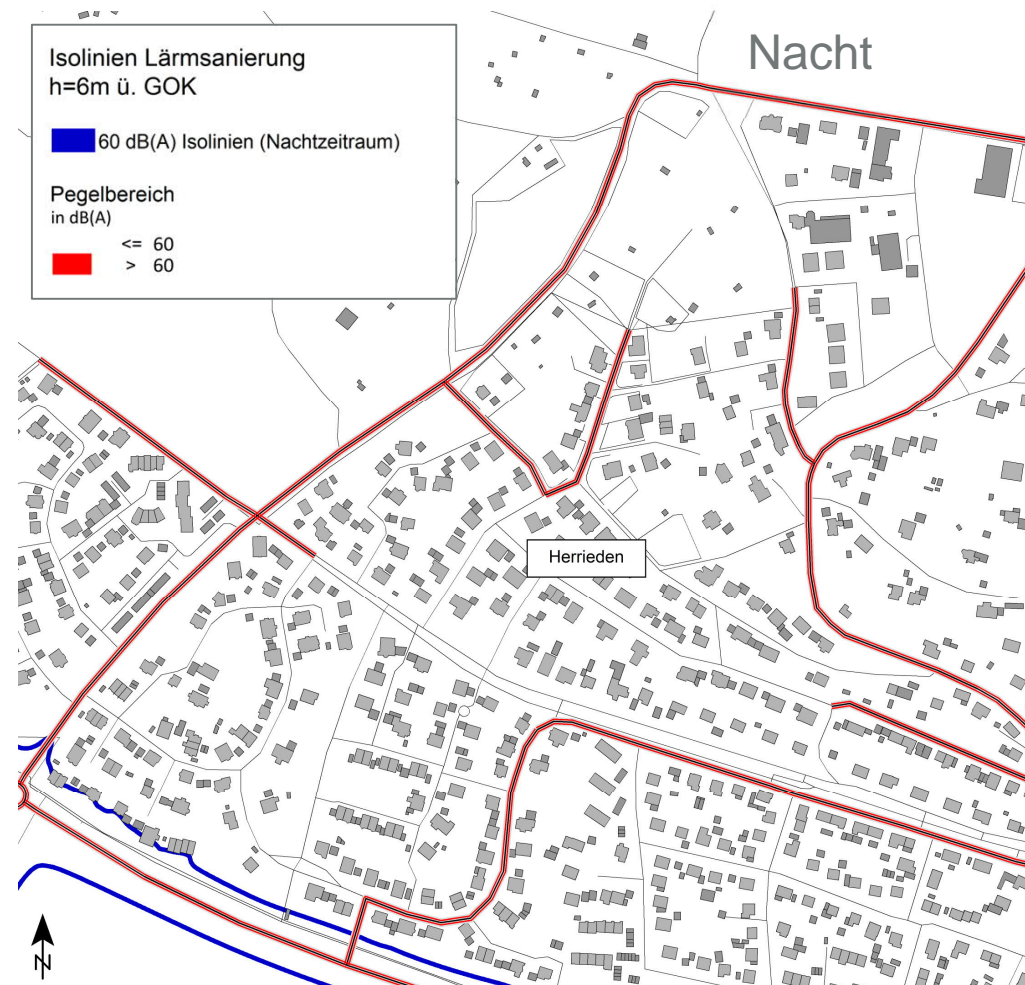 Isolinien Lärmsanierung
h=6m ü. GOK
60 dB(A) Isolinien (Nachtzeitraum)
Pegelbereich
in dB(A)
<= 60
> 60
Nacht
Herrieden
N